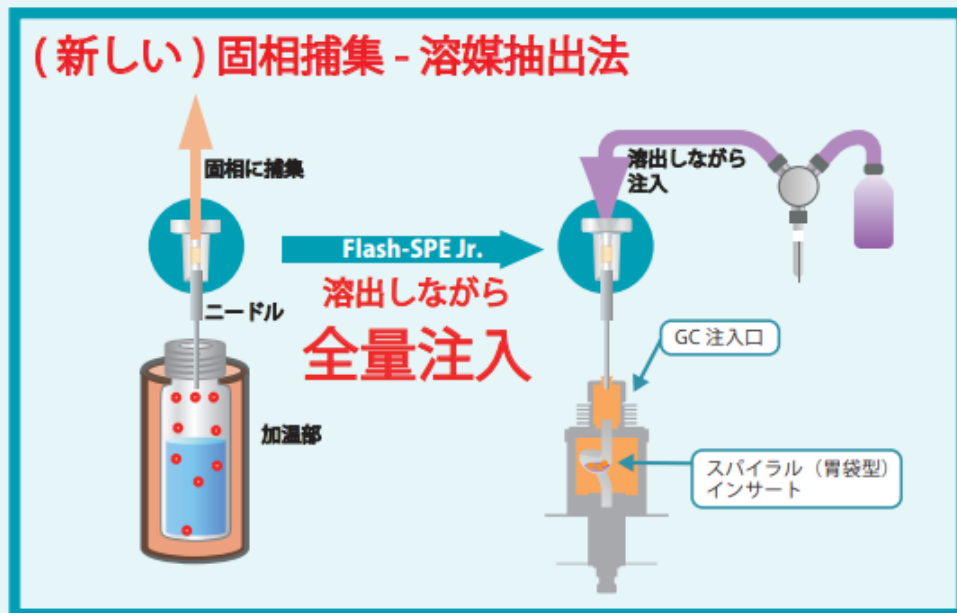 (新しい)固相捕集 - 溶媒抽出法
固相に捕集
溶出しながら
注入
Flash-SPE Jr.
溶出しながら
全量注入
ニードル
GC 注入口
加温部
スパイラル(胃袋型)
インサート